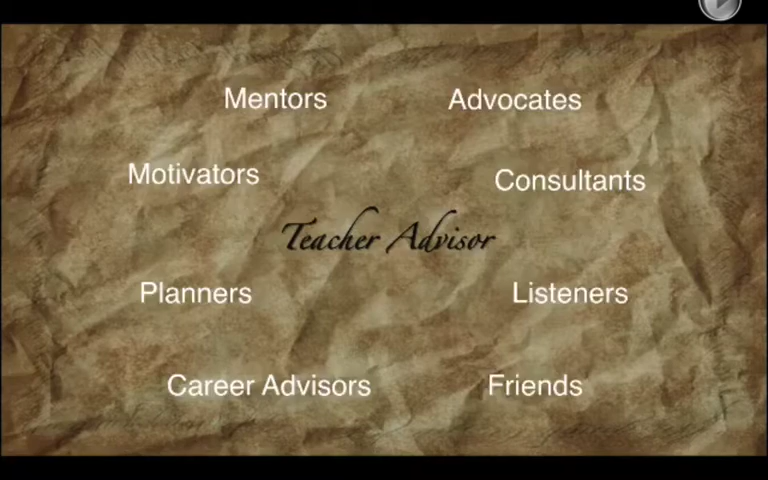 Mentors
Advocates
Motivators
Consultants
Teacher Advisor
Planners
Listeners
Career Advisors
Friends